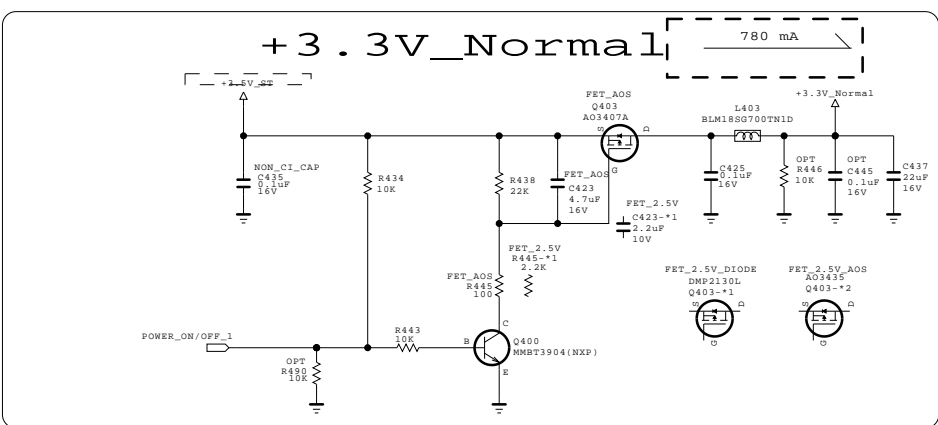 +3.3V_Normal
780 mA
+3.5V_ST
FET_AOS
Q403
AO3407A
S
D
G
L403
BLM18SG700TN1D
+3.3V_Normal
NON_CI_CAP
C435
0.1uF
16V
R434
10K
R438
22K
FET_AOS
C423
4.7uF
16V
FET_2.5V
C423-*1
2.2uF
10V
C425
0.1uF
16V
OPT
R446
10K
OPT
C445
0.1uF
16V
C437
22uF
16V
FET_2.5V
R445-*1
2.2K
FET_AOS
R445
100
FET_2.5V_DIODE
DMP2130L
Q403-*1
S
D
G
FET_2.5V_AOS
AO3435
Q403-*2
S
D
G
POWER_ON/OFF_1
OPT
R490
10K
R443
10K
B
C
E
Q400
MMBT3904(NXP)